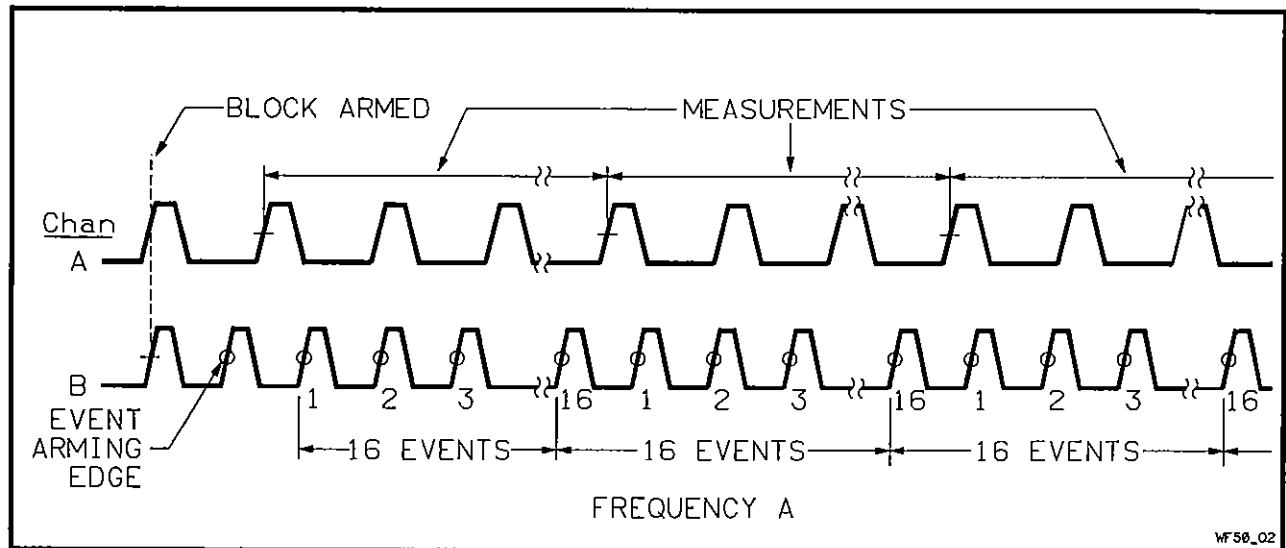 BLOCK ARMED
MEASUREMENTS
Chan
A
B
1 2 3 16 1 2 3 16 1 2 3 16
EVENT
ARMING
EDGE
16 EVENTS 16 EVENTS 16 EVENTS
FREQUENCY A
WF50_02